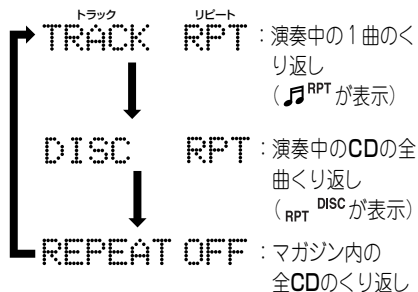 トラック リピート
TRACK RPT：演奏中の1曲のく
り返し
（♫RPTが表示）
DISC RPT：演奏中のCDの全
曲くり返し
（RPT DISCが表示）
REPEAT OFF：マガジン内の
全CDのくり返し